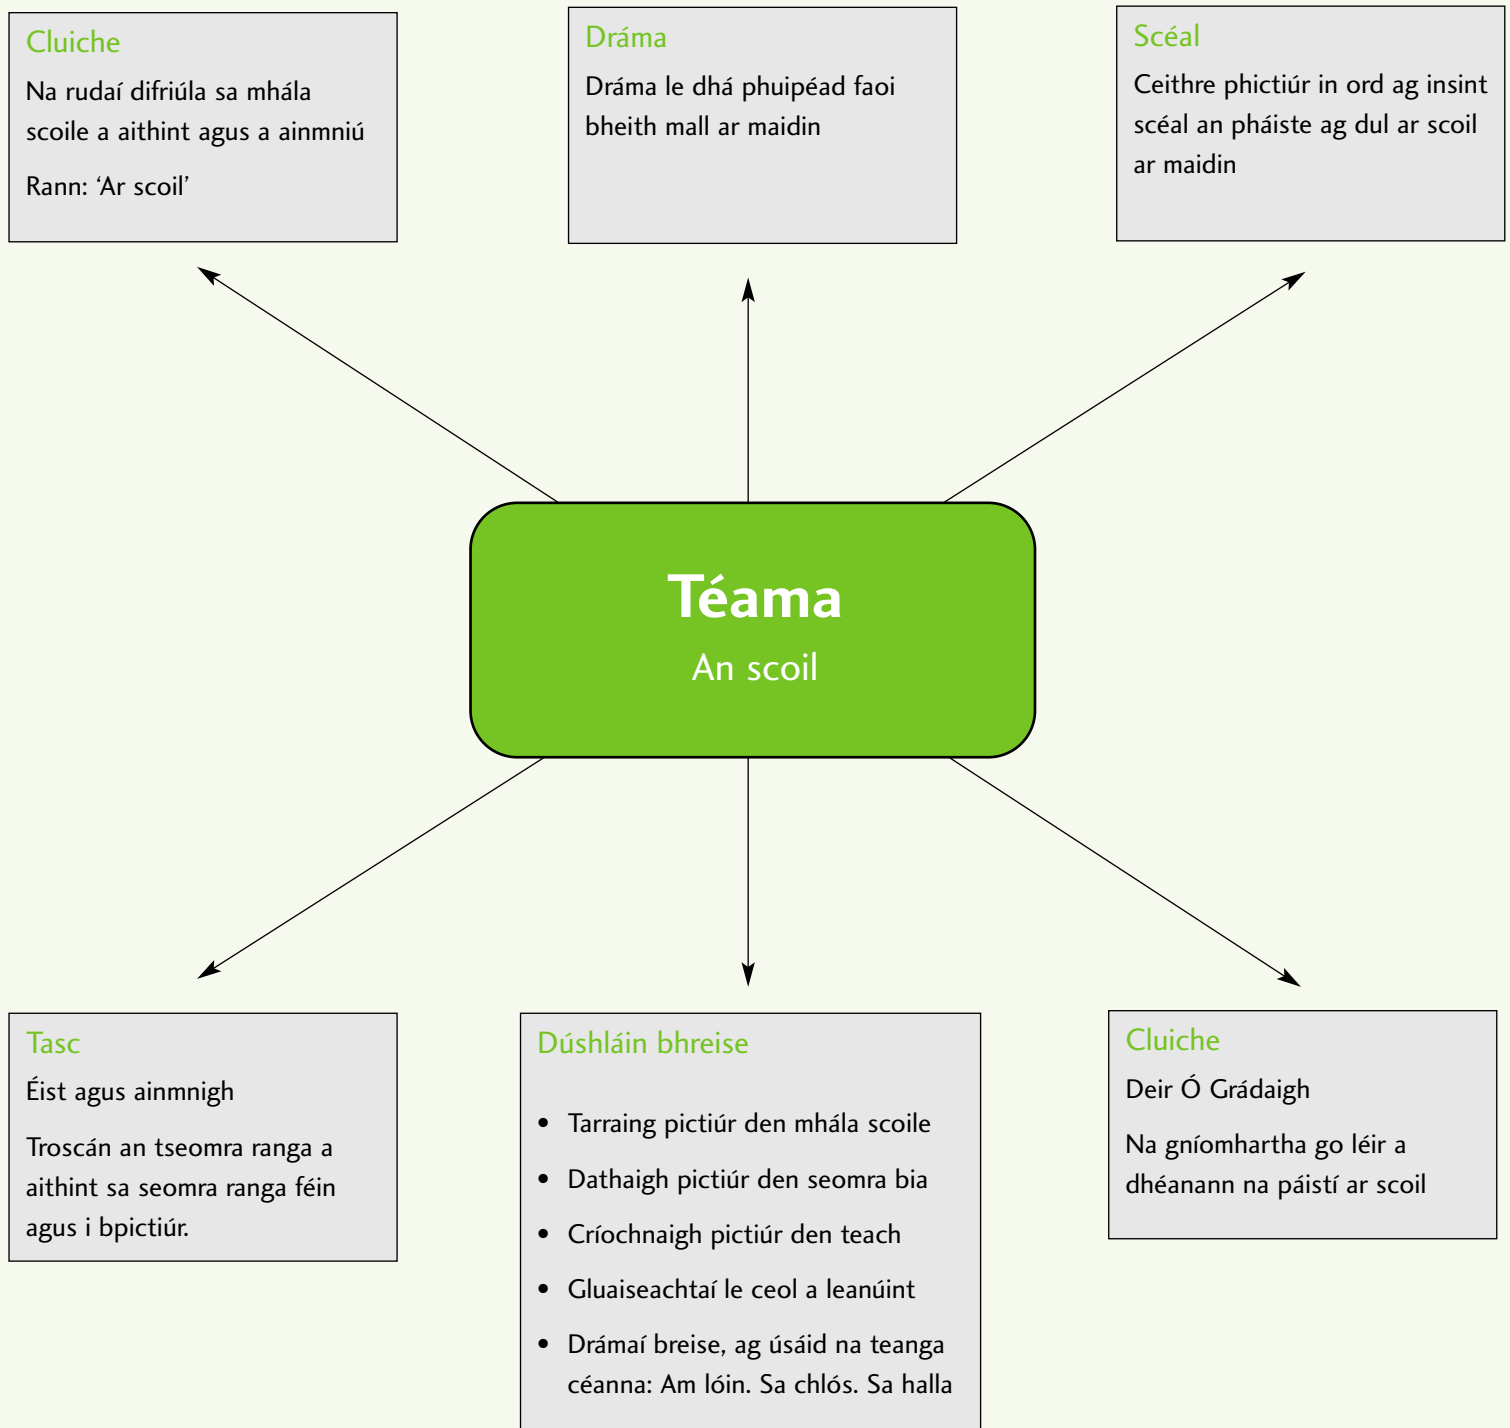 Cluiche
Na rudaí difriúla sa mhála
scoile a aithint agus a ainmniú
Rann: ‘Ar scoil’
Dráma
Dráma le dhá phuipéad faoi
bheith mall ar maidin
Scéal
Ceithre phictiúr in ord ag insint
scéal an pháiste ag dul ar scoil
ar maidin
Téama
An scoil
Tasc
Éist agus ainmnigh
Troscán an tseomra ranga a
aithint sa seomra ranga féin
agus i bpictiúr.
Dúshláin bhreise
• Tarraing pictiúr den mhála scoile
• Dathaigh pictiúr den seomra bia
• Críochnaigh pictiúr den teach
• Gluaiseachtaí le ceol a leanúint
• Drámaí breise, ag úsáid na teanga
céanna: Am lóin. Sa chlós. Sa halla
Cluiche
Deir Ó Grádaigh
Na gníomhartha go léir a
dhéanann na páistí ar scoil